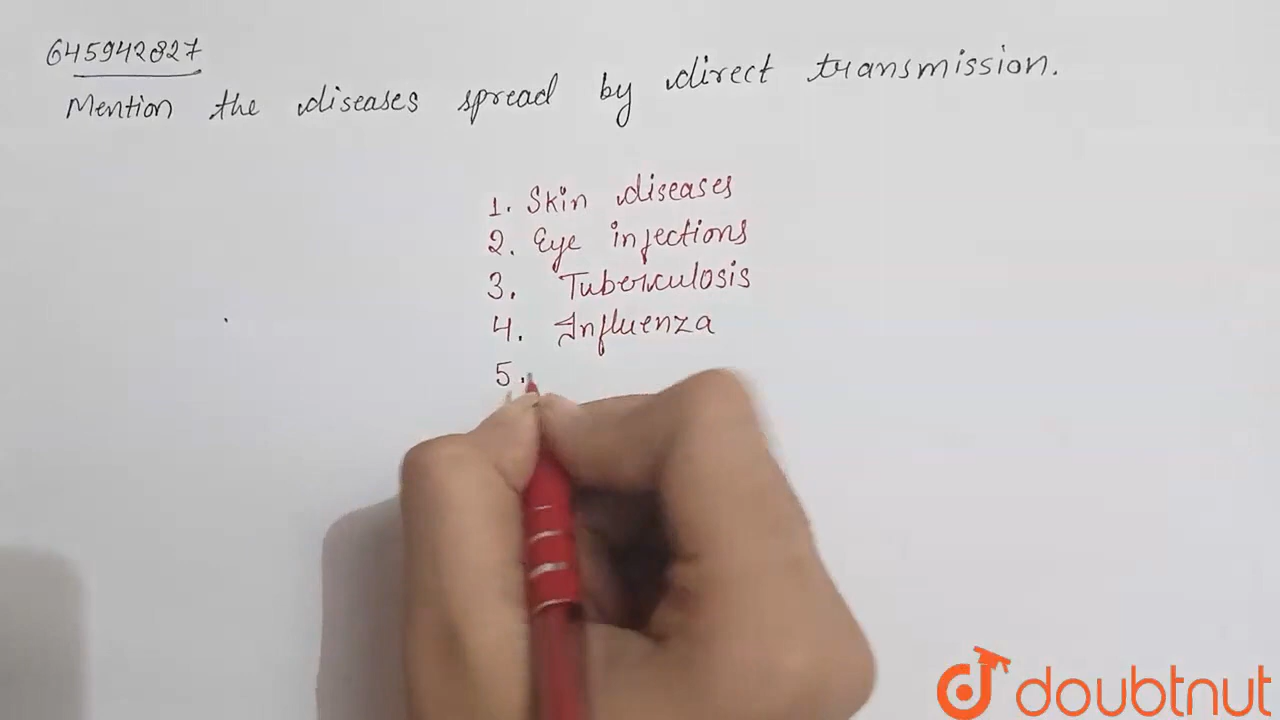 645942827
Mention the diseases spread by direct transmission.
1. Skin diseases
2. Eye infections
3. Tuberculosis
4. Influenza
5.
doubtnut